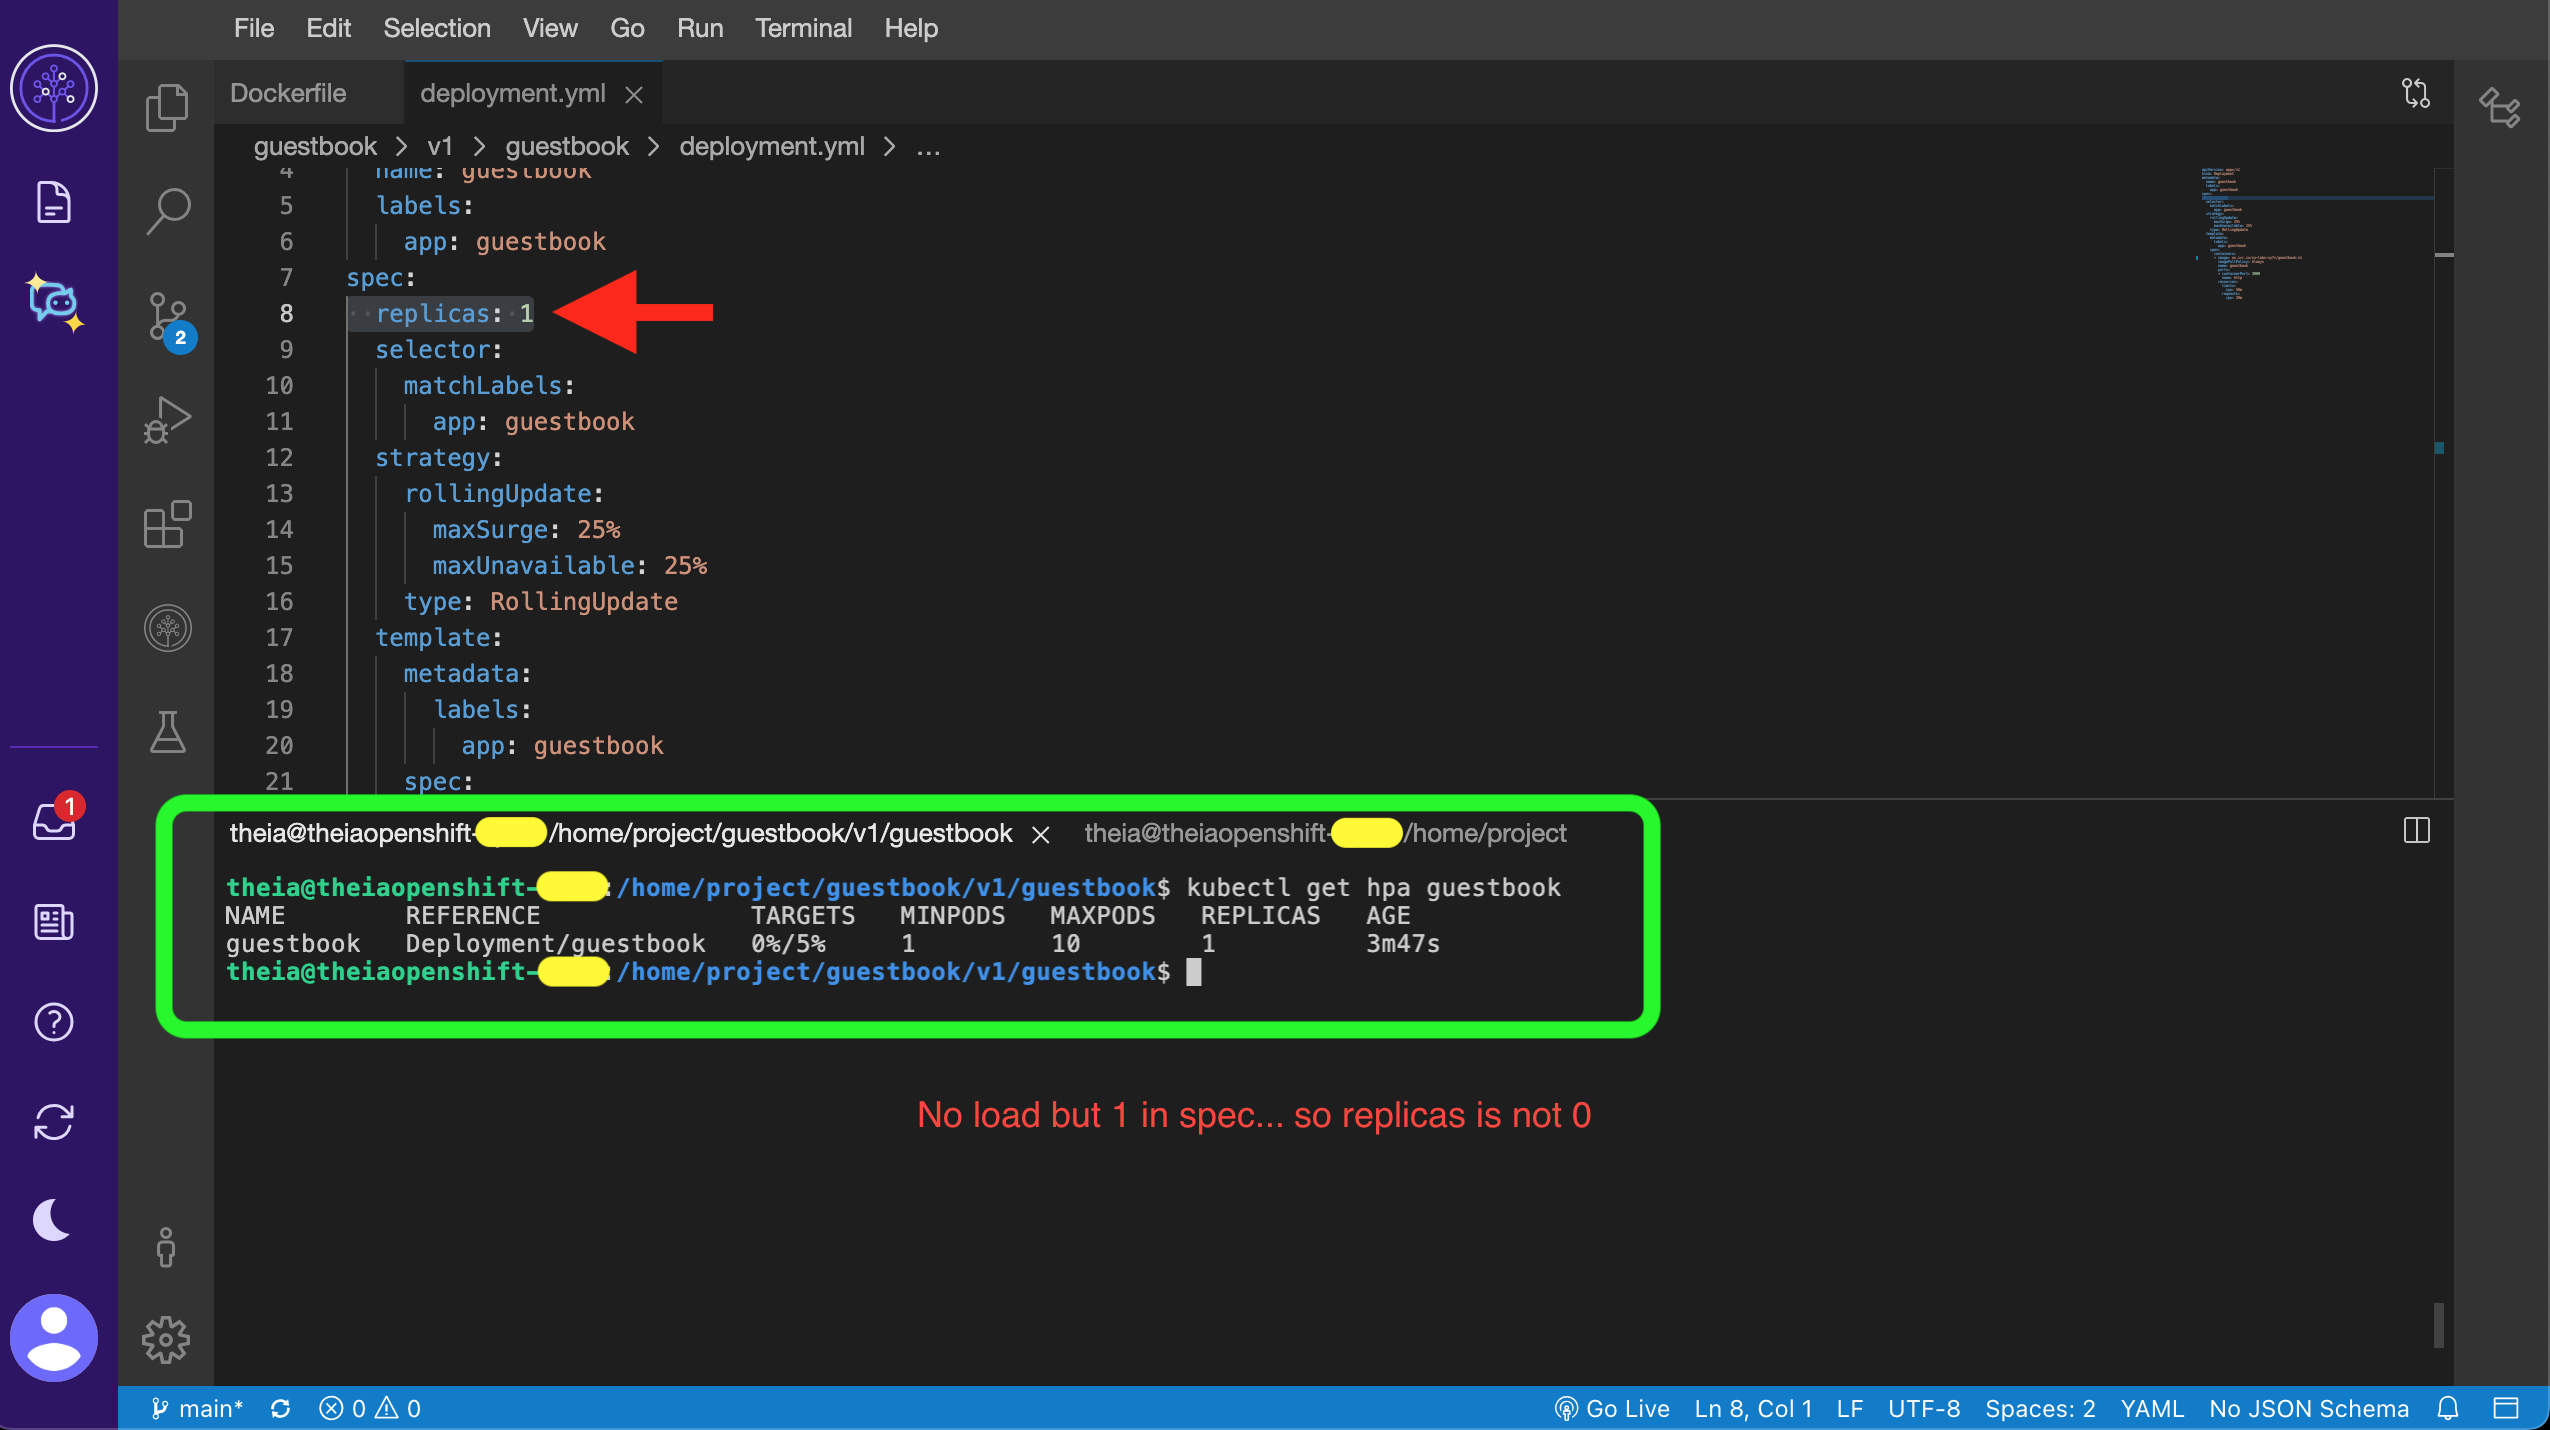 File Edit Selection View Go Run Terminal Help
Dockerfile deployment.yml
guestbook > v1 > guestbook > deployment.yml > ...
4 name: guestbook
5 labels:
6 app: guestbook
7 spec:
8 replicas: 1
9 selector:
10 matchLabels:
11 app: guestbook
12 strategy:
13 rollingUpdate:
14 maxSurge: 25%
15 maxUnavailable: 25%
16 type: RollingUpdate
17 template:
18 metadata:
19 labels:
20 app: guestbook
21 spec:
2
1
theia@theiaopenshift- /home/project/guestbook/v1/guestbook theia@theiaopenshift- /home/project
theia@theiaopenshift- :/home/project/guestbook/v1/guestbook$ kubectl get hpa guestbook
NAME REFERENCE TARGETS MINPODS MAXPODS REPLICAS AGE
guestbook Deployment/guestbook 0%/5% 1 10 1 3m47s
theia@theiaopenshift- :/home/project/guestbook/v1/guestbook$
No load but 1 in spec... so replicas is not 0
main* 0 0 Go Live Ln 8, Col 1 LF UTF-8 Spaces: 2 YAML No JSON Schema